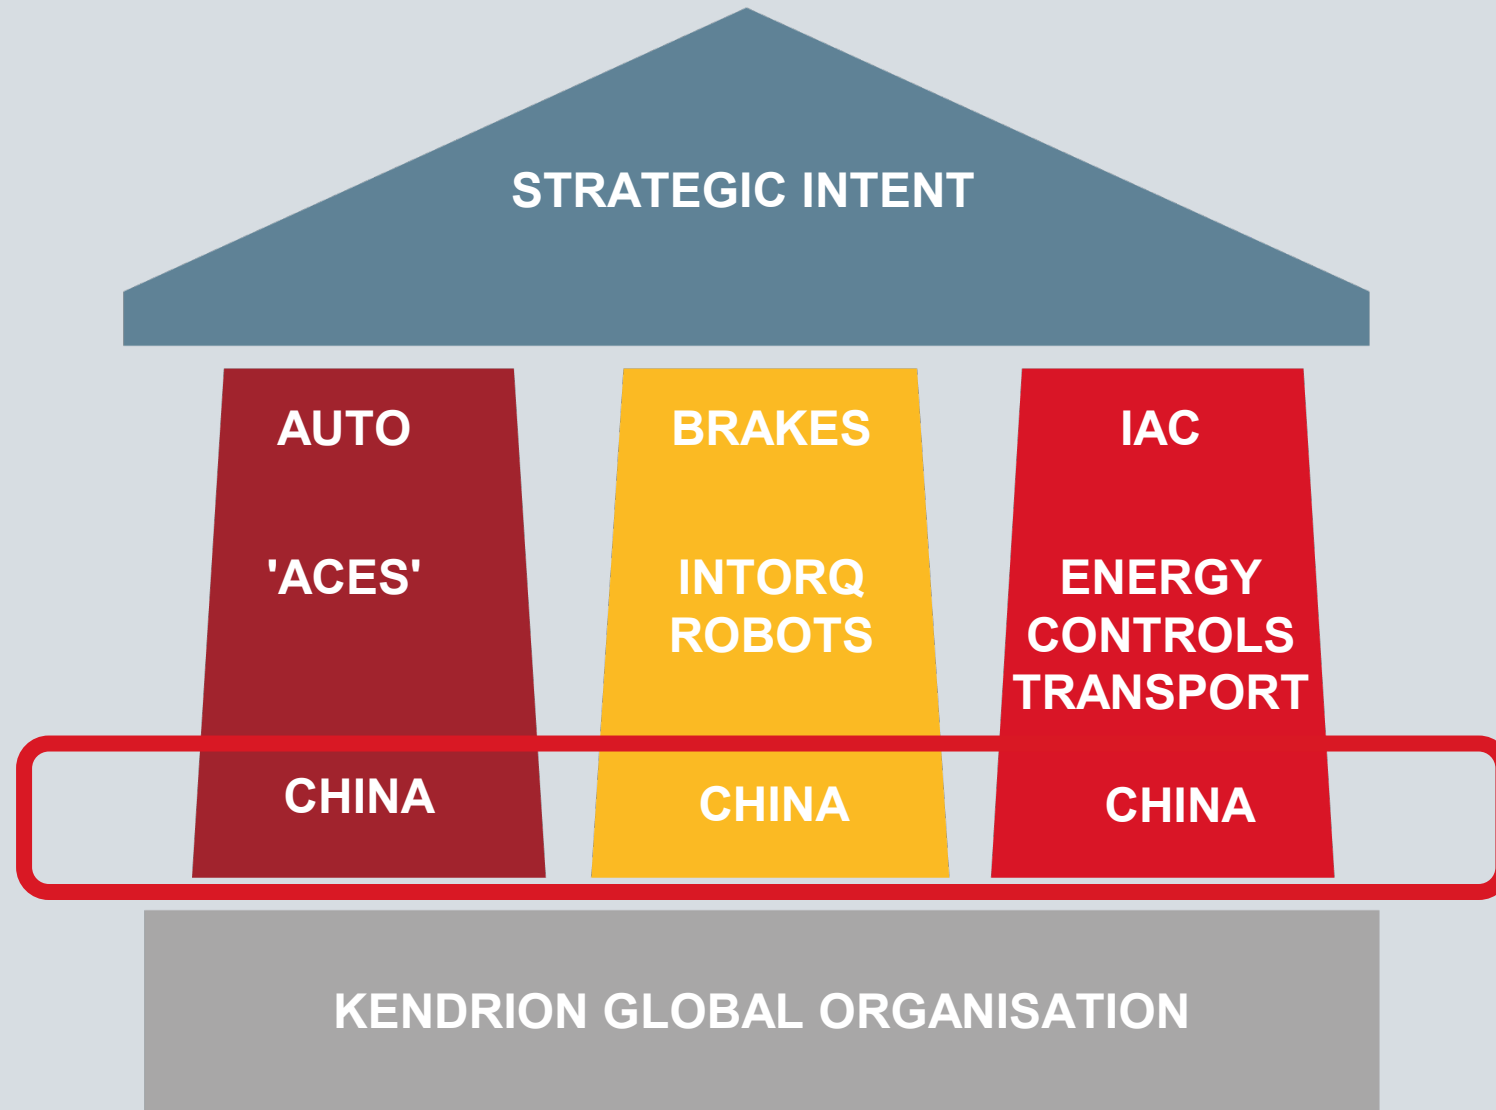 STRATEGIC INTENT
AUTO
'ACES'
CHINA
BRAKES
INTORQ
ROBOTS
CHINA
IAC
ENERGY
CONTROLS
TRANSPORT
CHINA
KENDRION GLOBAL ORGANISATION